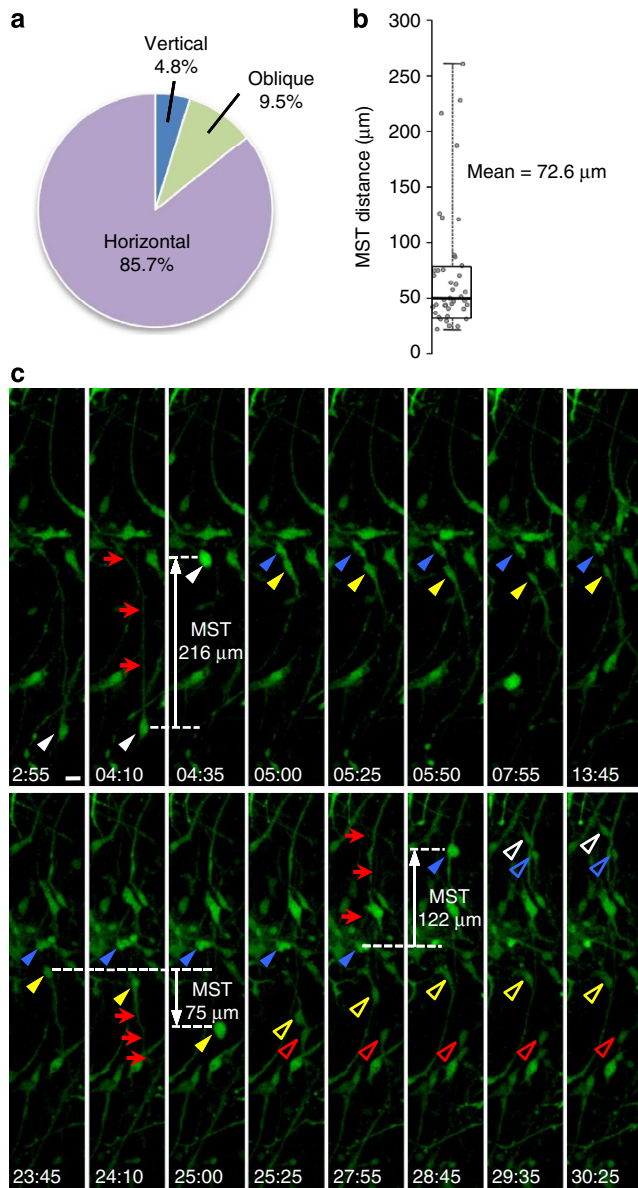 a
Vertical
4.8%
Oblique
9.5%
Horizontal
85.7%
b
MST distance (μm)
300
250
200
150
100
50
0
Mean = 72.6 μm
c
MST
216 μm
2:55
04:10
04:35
05:00
05:25
05:50
07:55
13:45
MST
75 μm
MST
122 μm
23:45
24:10
25:00
25:25
27:55
28:45
29:35
30:25